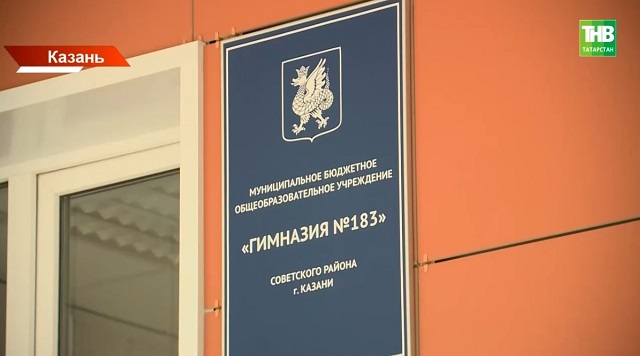 Казань
ТНВ
ТАТАРСТАН
МУНИЦИПАЛЬНОЕ БЮДЖЕТНОЕ
ОБЩЕОБРАЗОВАТЕЛЬНОЕ УЧРЕЖДЕНИЕ
«ГИМНАЗИЯ №183»
СОВЕТСКОГО РАЙОНА
г. КАЗАНИ